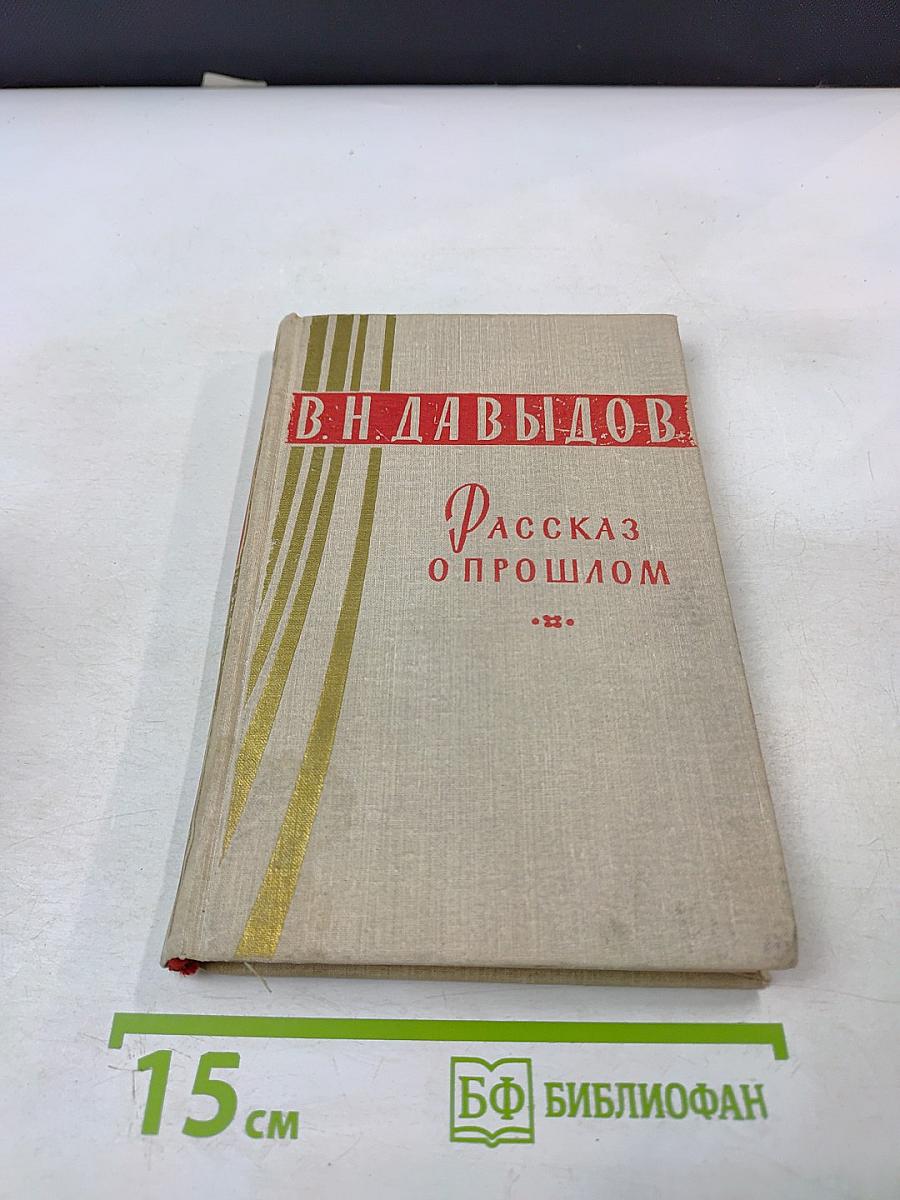 В.Н.ДАВЫДОВ
РАССКАЗ
О ПРОШЛОМ
15 см
БФ БИБЛИОФАН